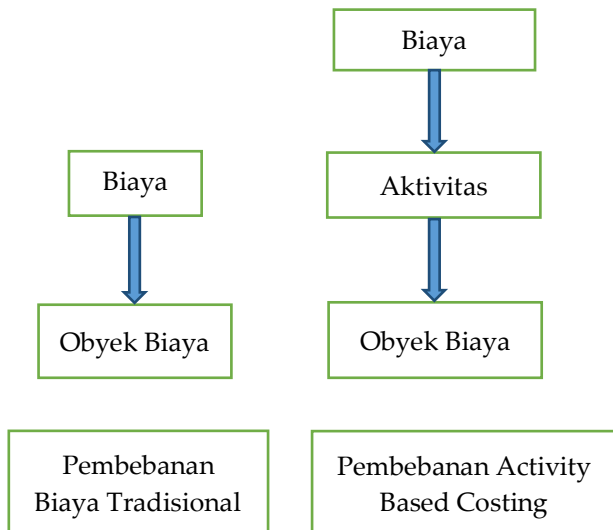 Biaya
Obyek Biaya
Pembebanan
Biaya Tradisional
Biaya
Aktivitas
Obyek Biaya
Pembebanan Activity
Based Costing